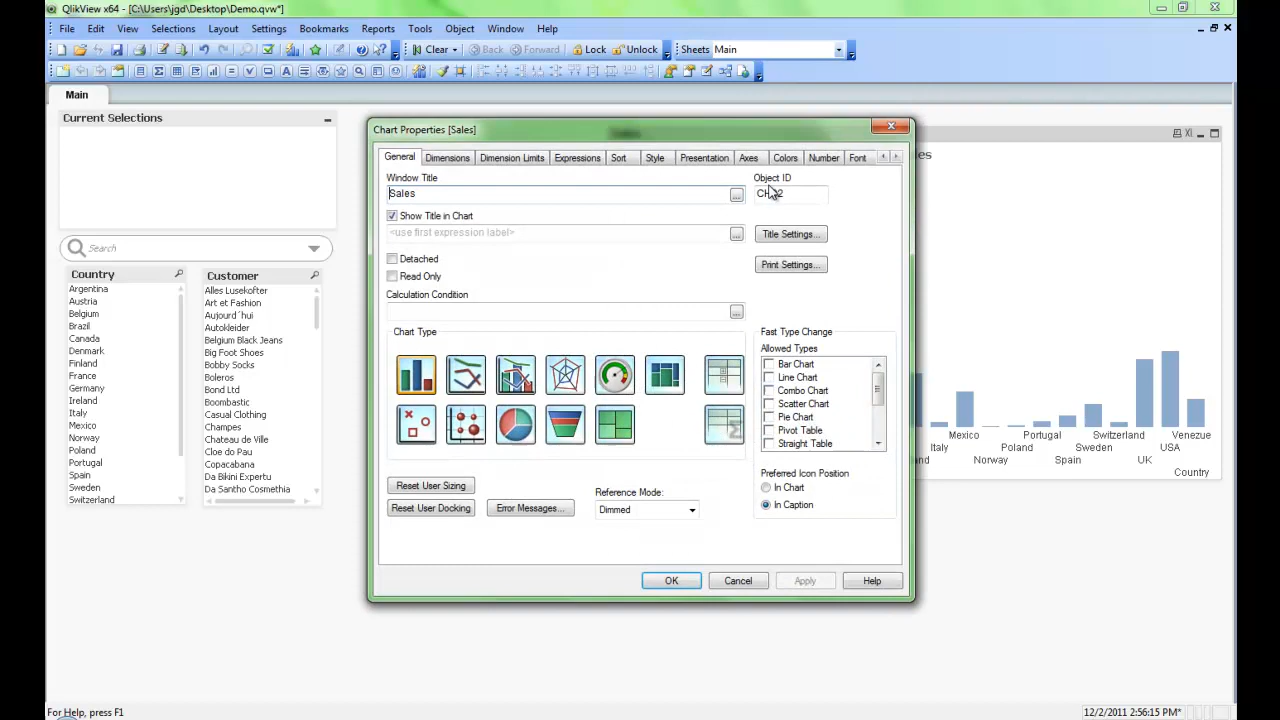 QlikView x64 - [C:\Users\jgd\Desktop\Demo.qvw*]
File Edit View Selections Layout Settings Bookmarks Reports Tools Object Window Help
Clear Back Forward Lock Unlock Sheets Main
Main
Current Selections
Search
Country
Argentina
Austria
Belgium
Brazil
Canada
Denmark
Finland
France
Germany
Ireland
Italy
Mexico
Norway
Poland
Portugal
Spain
Sweden
Switzerland
Customer
Alles Lusekofter
Art et Fashion
Aujourd´hui
Autokleider
Belgium Black Jeans
Big Foot Shoes
Bobby Socks
Boleros
Bond Ltd
Boombastic
Casual Clothing
Champes
Chateau de Ville
Cloe do Pau
Copacabana
Da Bikini Expertu
Da Santho Cosmethia
Chart Properties [Sales]
General Dimensions Dimension Limits Expressions Sort Style Presentation Axes Colors Number Font
Window Title
Sales
Object ID
Show Title in Chart
<use first expression label>
Title Settings...
Detached
Read Only
Print Settings...
Calculation Condition
Chart Type
Fast Type Change
Allowed Types
Bar Chart
Line Chart
Combo Chart
Scatter Chart
Pie Chart
Pivot Table
Straight Table
Preferred Icon Position
In Chart
In Caption
Reset User Sizing
Reset User Docking
Error Messages...
Reference Mode:
Dimmed
OK Cancel Apply Help
XL
Mexico Portugal Switzerland Venezue
Italy Poland Sweden USA
Norway Spain UK
Country
For Help, press F1
12/2/2011 2:56:15 PM*